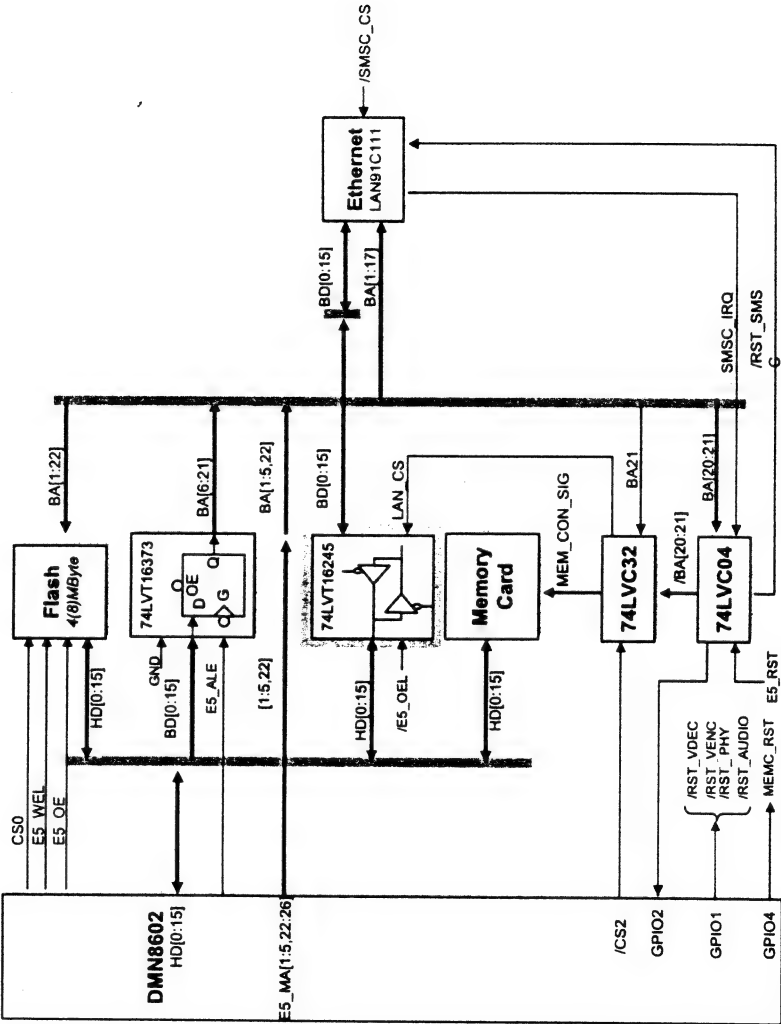 /SMSC_CS
Ethernet
LAN91C111
BD[0:15]
BA[1:17]
SMSC_IRQ
/RST_SMS
C
BA[1:22]
BA[6:21]
BA[1:5,22]
BD[0:15]
LAN_CS
BA21
BA[20:21]
Flash
4(8)MByte
74LVT16373
D
OE
Q
G
74LVT16245
Memory
Card
MEM_CON_SIG
74LVC32
/BA[20:21]
74LVC04
HD[0:15]
GND
BD[0:15]
E5_ALE
[1:5,22]
HD[0:15]
/E5_OEL
HD[0:15]
E5_RST
CS0
E5_WEL
E5_OE
/RST_VDEC
/RST_VENC
/RST_PHY
/RST_AUDIO
MEMC_RST
DMN8602
HD[0:15]
E5_MA[1:5,22:26]
/CS2
GPIO2
GPIO1
GPIO4